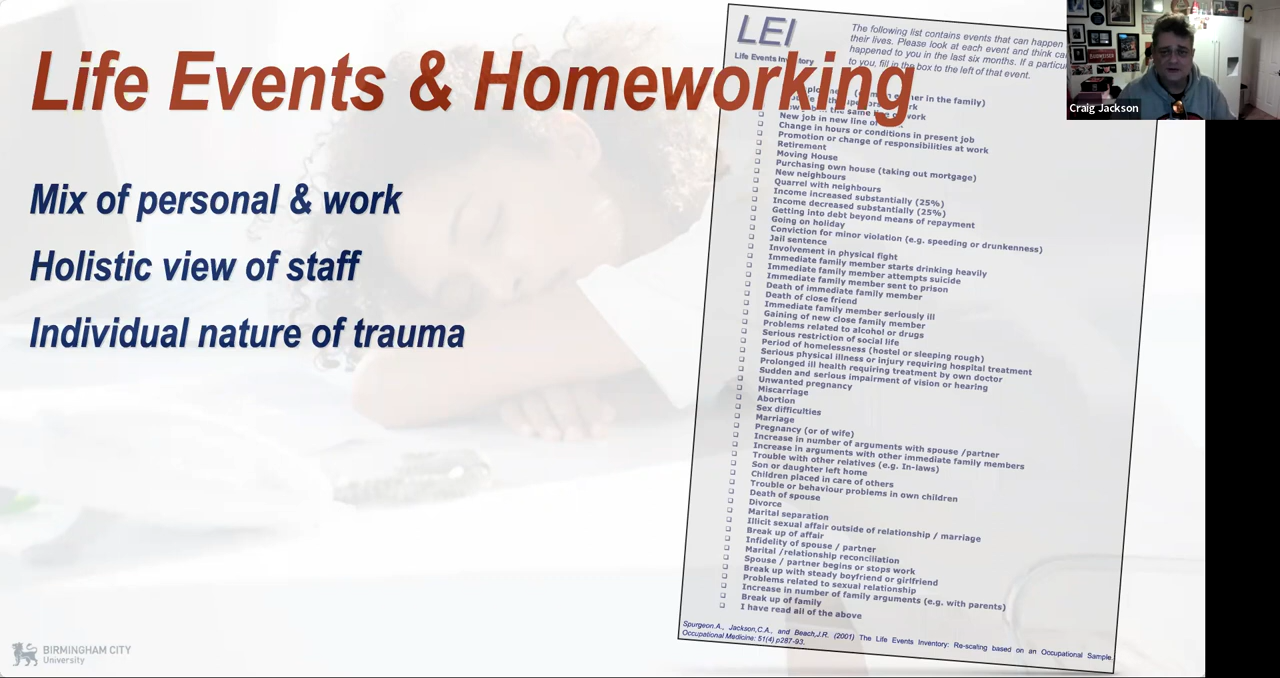 Life Events & Homeworking
Mix of personal & work
Holistic view of staff
Individual nature of trauma
LEI
Life Events Inventory
The following list contains events that can happen
their lives. Please look at each event and think
happened to you in the last six months. If a
to you, fill in the box to the left of that event.
in the family)
work
the same line of work
New job in new line of
Change in hours or conditions in present job
Promotion or change of responsibilities at work
Retirement
Moving House
Purchasing own house (taking out mortgage)
New neighbours
Quarrel with neighbours
Income increased substantially (25%)
Income decreased substantially (25%)
Getting into debt beyond means of repayment
Going on holiday
Conviction for minor violation (e.g. speeding or drunkenness)
Jail sentence
Involvement in physical fight
Immediate family member starts drinking heavily
Immediate family member attempts suicide
Immediate family member sent to prison
Death of immediate family member
Death of close friend
Immediate family member seriously ill
Gaining of new close family member
Problems related to alcohol or drugs
Serious restriction of social life
Period of homelessness (hostel or sleeping rough)
Serious physical illness or injury requiring hospital treatment
Prolonged ill health requiring treatment by own doctor
Sudden and serious impairment of vision or hearing
Unwanted pregnancy
Miscarriage
Abortion
Sex difficulties
Marriage
Pregnancy (or of wife)
Increase in number of arguments with spouse /partner
Increase in arguments with other immediate family members
Trouble with other relatives (e.g. In-laws)
Son or daughter left home
Children placed in care of others
Trouble or behaviour problems in own children
Death of spouse
Divorce
Marital separation
Illicit sexual affair outside of relationship / marriage
Break up of affair
Infidelity of spouse / partner
Marital /relationship reconciliation
Spouse / partner begins or stops work
Break up with steady boyfriend or girlfriend
Problems related to sexual relationship
Increase in number of family arguments (e.g. with parents)
Break up of family
I have read all of the above
Spurgeon.A., Jackson,C.A., and Beach,J.R. (2001) The Life Events Inventory: Re-scaling based on an Occupational Sample.
Occupational Medicine: 51(4) p287-93.
Craig Jackson
BIRMINGHAM CITY
University